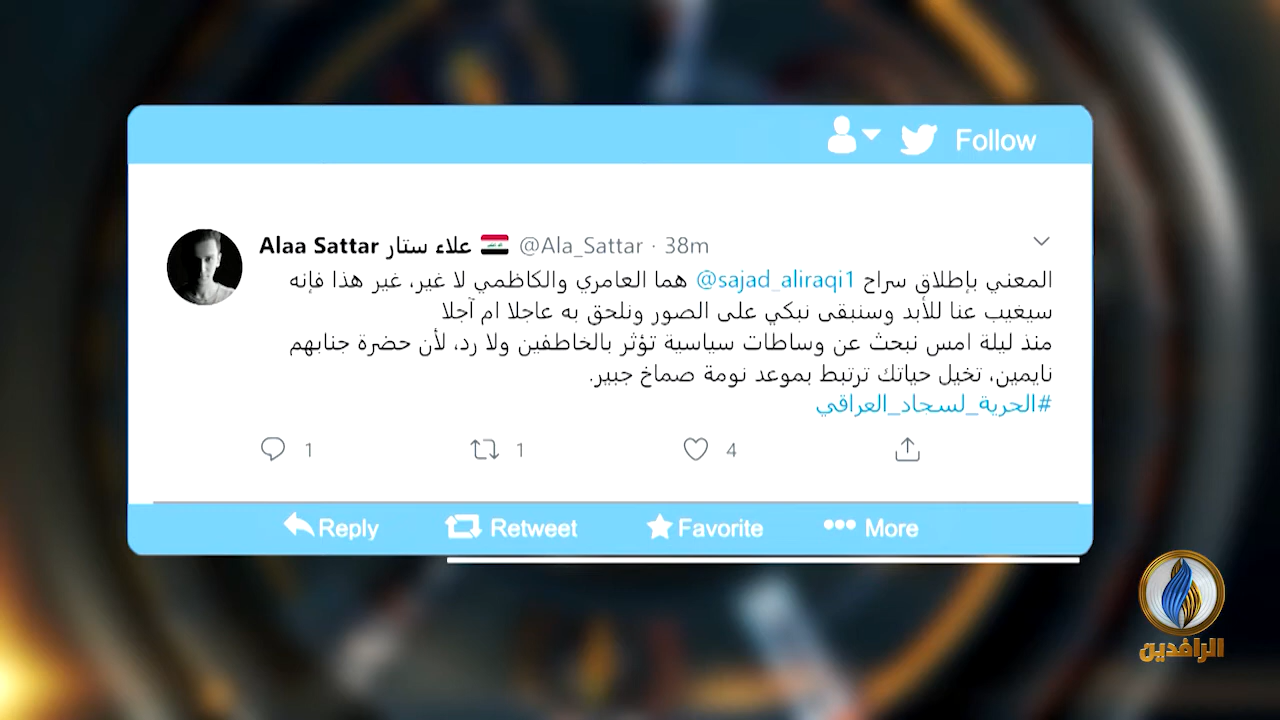 Follow
Alaa Sattar علاء ستار @Ala_Sattar · 38m
المعني بإطلاق سراح @sajad_aliraqi1 هما العامري والكاظمي لا غير، غير هذا فإنه
سيغيب عنا للأبد وسنبقى نبكي على الصور ونلحق به عاجلا ام آجلا
منذ ليلة امس نبحث عن وساطات سياسية تؤثر بالخاطفين ولا رد، لأن حضرة جنابهم
نايمين، تخيل حياتك ترتبط بموعد نومة صماخ جبير.
#الحرية_لسجاد_العراقي
1 1 4
Reply Retweet Favorite More
الرافدين